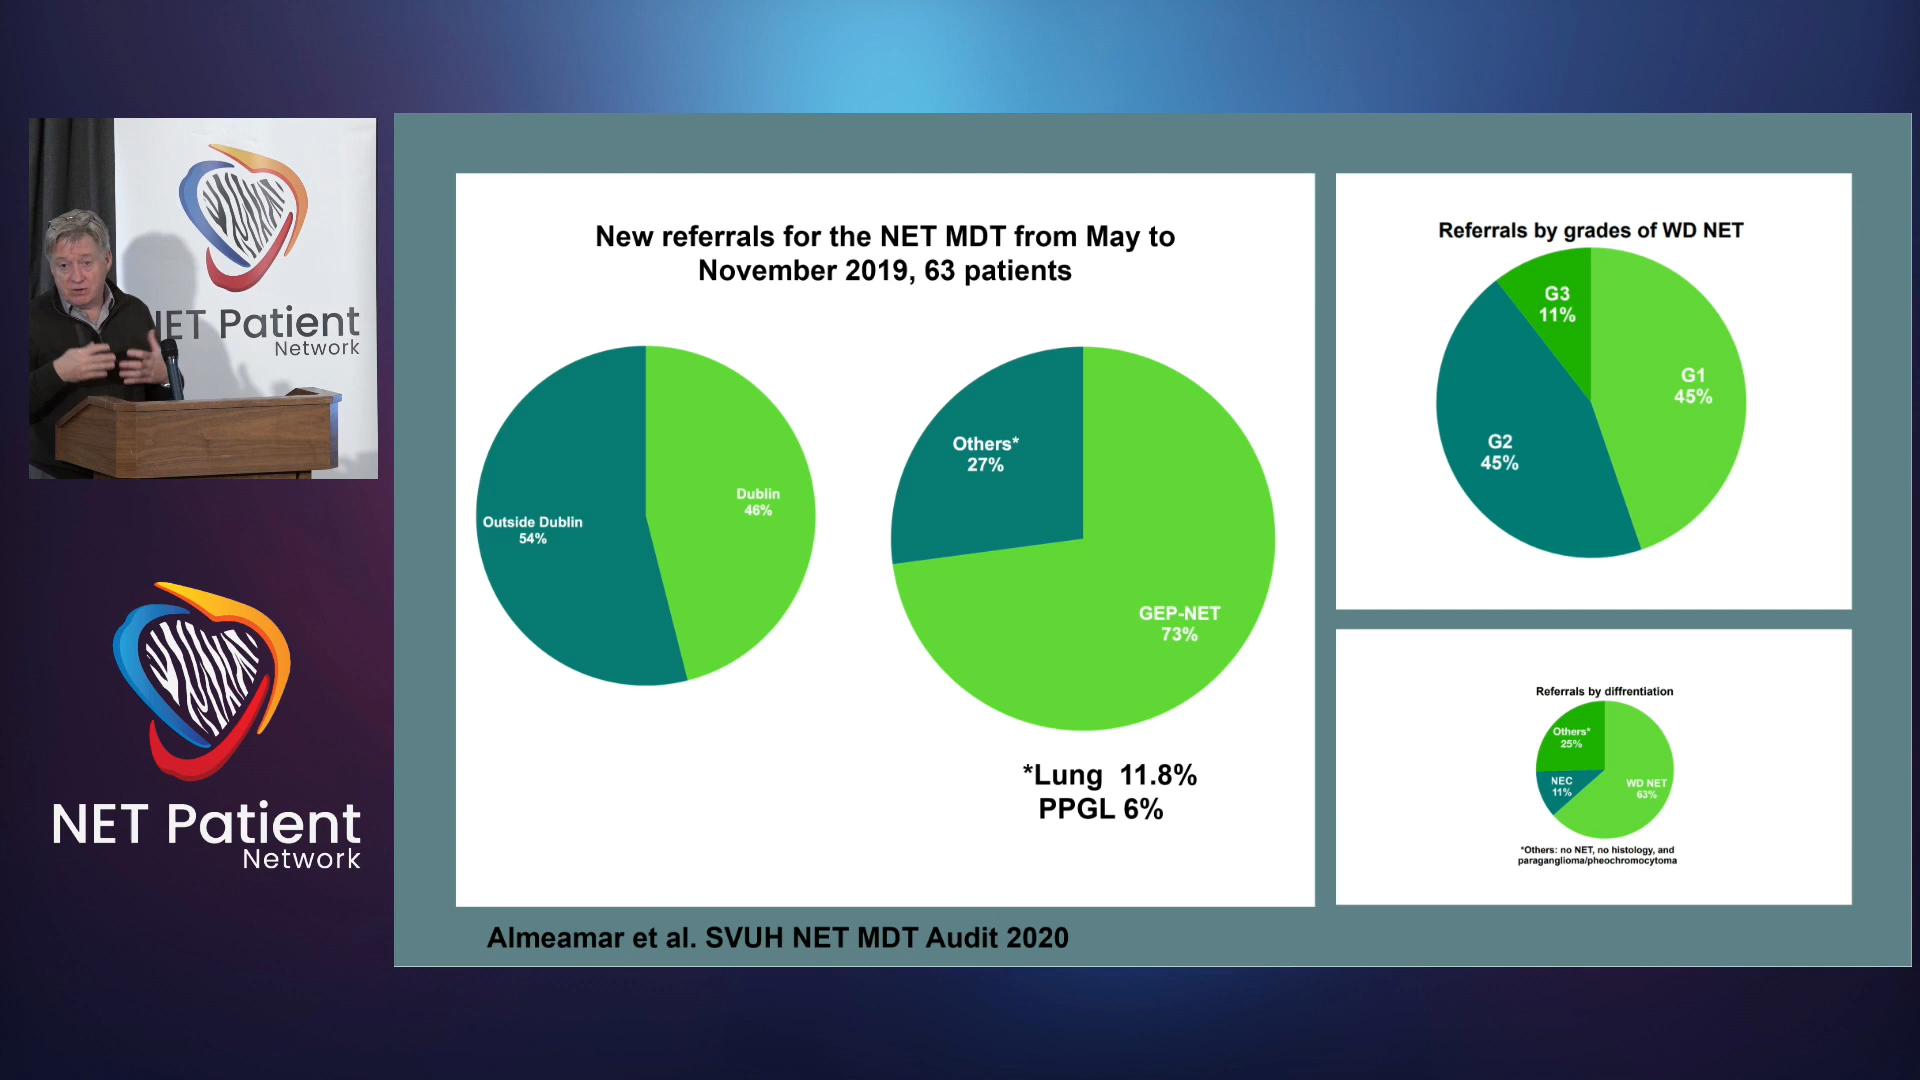 NET Patient
Network
NET Patient
Network
New referrals for the NET MDT from May to
November 2019, 63 patients
Outside Dublin
54%
Dublin
46%
Others*
27%
GEP-NET
73%
*Lung 11.8%
PPGL 6%
Almeamar et al. SVUH NET MDT Audit 2020
Referrals by grades of WD NET
G3
11%
G1
45%
G2
45%
Referrals by diffrentiation
Others*
25%
NEC
11%
WD NET
63%
*Others: no NET, no histology, and
paraganglioma/pheochromocytoma